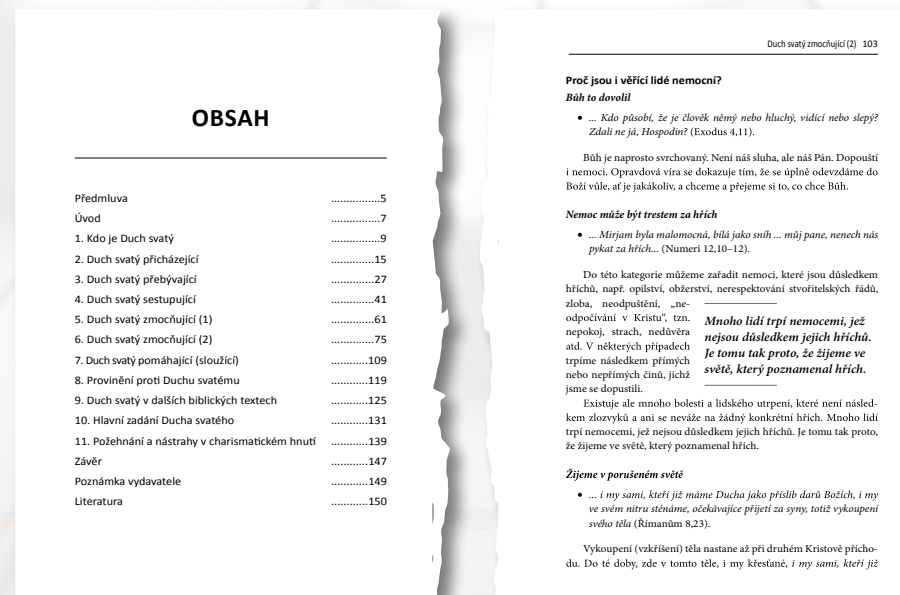 OBSAH
Předmluva ................5
Úvod ................7
1. Kdo je Duch svatý ................9
2. Duch svatý přicházející ..............15
3. Duch svatý přebývající ..............27
4. Duch svatý sestupující ..............41
5. Duch svatý zmocňující (1) ..............61
6. Duch svatý zmocňující (2) ..............75
7. Duch svatý pomáhající (sloužící) ............109
8. Provinění proti Duchu svatému ............119
9. Duch svatý v dalších biblických textech ............125
10. Hlavní zadání Ducha svatého ............131
11. Požehnání a nástrahy v charismatickém hnutí ............139
Závěr ............147
Poznámka vydavatele ............149
Literatura ............150
Duch svatý zmocňující (2) 103
Proč jsou i věřící lidé nemocní?
Bůh to dovolil
• ... Kdo působí, že je člověk němý nebo hluchý, vidící nebo slepý?
Zdali ne já, Hospodin? (Exodus 4,11).
Bůh je naprosto svrchovaný. Není náš sluha, ale náš Pán. Dopouští
i nemoci. Opravdová víra se dokazuje tím, že se úplně odevzdáme do
Boží vůle, ať je jakákoliv, a chceme a přejeme si to, co chce Bůh.
Nemoc může být trestem za hřích
• ... Mirjam byla malomocná, bílá jako sníh ... můj pane, nenech nás
pykat za hřích... (Numeri 12,10–12).
Do této kategorie můžeme zařadit nemoci, které jsou důsledkem
hříchů, např. opilství, obžerství, nerespektování stvořitelských řádů,
zloba, neodpuštění, „ne-
odpočívání v Kristu“, tzn.
nepokoj, strach, nedůvěra
atd. V některých případech
trpíme následkem přímých
nebo nepřímých činů, jichž
jsme se dopustili.
Mnoho lidí trpí nemocemi, jež
nejsou důsledkem jejich hříchů.
Je tomu tak proto, že žijeme ve
světě, který poznamenal hřích.
Existuje ale mnoho bolesti a lidského utrpení, které není násled-
kem zlozvyků a ani se neváže na žádný konkrétní hřích. Mnoho lidí
trpí nemocemi, jež nejsou důsledkem jejich hříchů. Je tomu tak proto,
že žijeme ve světě, který poznamenal hřích.
Žijeme v porušeném světě
• ... i my sami, kteří již máme Ducha jako příslib darů Božích, i my
ve svém nitru sténáme, očekávajíce přijetí za syny, totiž vykoupení
svého těla (Římanům 8,23).
Vykoupení (vzkříšení) těla nastane až při druhém Kristově přícho-
du. Do té doby, zde v tomto těle, i my křesťané, i my sami, kteří již